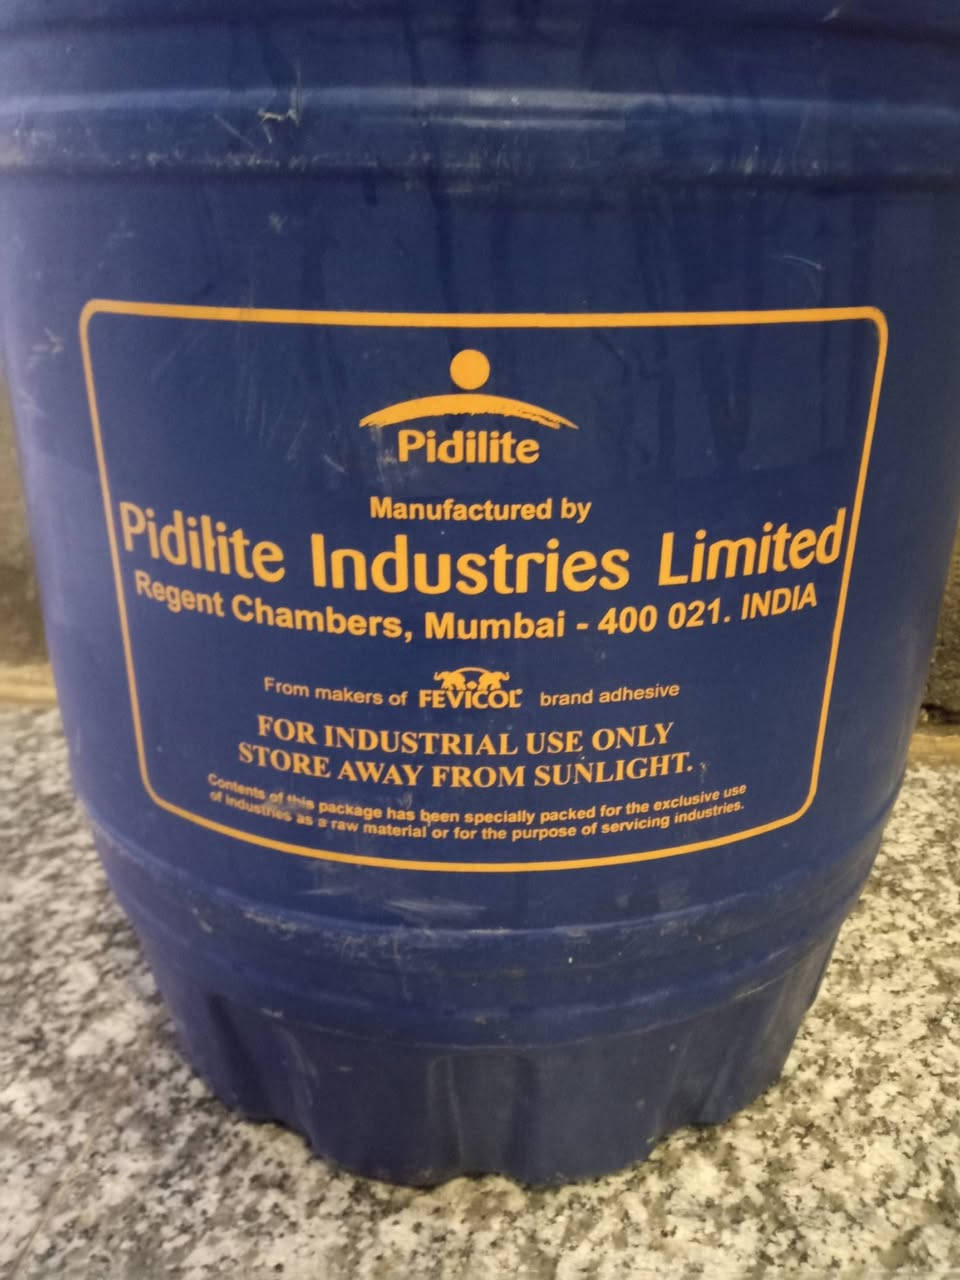 Pidilite
Manufactured by
Pidilite Industries Limited
Regent Chambers, Mumbai - 400 021. INDIA
From makers of FEVICOL brand adhesive
FOR INDUSTRIAL USE ONLY
STORE AWAY FROM SUNLIGHT.
Contents of this package has been specially packed for the exclusive use
of industries as a raw material or for the purpose of servicing industries.